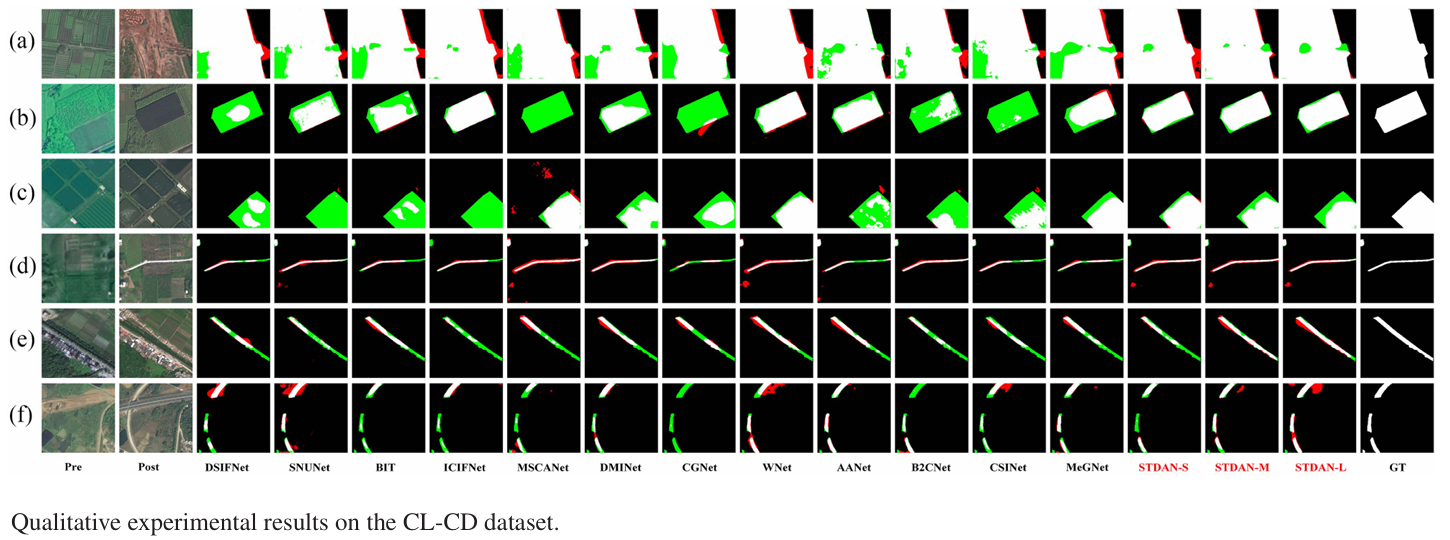 (a)
(b)
(c)
(d)
(e)
(f)
Pre Post DSIFNet SNUNet BIT ICIFNet MSCANet DMINet CGNet WNet AANet B2CNet CSINet MeGNet STDAN-S STDAN-M STDAN-L GT
Qualitative experimental results on the CL-CD dataset.